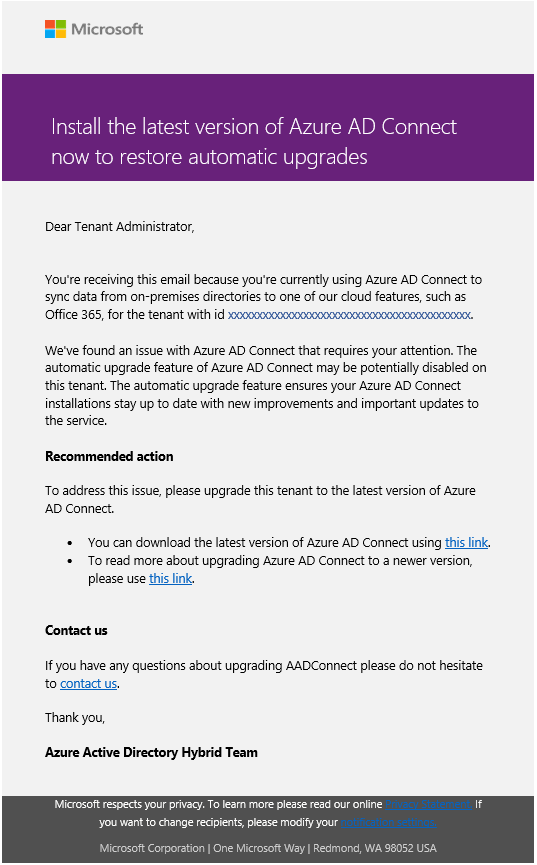 Microsoft
Install the latest version of Azure AD Connect
now to restore automatic upgrades
Dear Tenant Administrator,
You're receiving this email because you're currently using Azure AD Connect to
sync data from on-premises directories to one of our cloud features, such as
Office 365, for the tenant with id xxxxxxxxxxxxxxxxxxxxxxxxxxxxxxxxxxxxxxxxxxx.
We've found an issue with Azure AD Connect that requires your attention. The
automatic upgrade feature of Azure AD Connect may be potentially disabled on
this tenant. The automatic upgrade feature ensures your Azure AD Connect
installations stay up to date with new improvements and important updates to
the service.
Recommended action
To address this issue, please upgrade this tenant to the latest version of Azure
AD Connect.
• You can download the latest version of Azure AD Connect using this link.
• To read more about upgrading Azure AD Connect to a newer version,
please use this link.
Contact us
If you have any questions about upgrading AADConnect please do not hesitate
to contact us.
Thank you,
Azure Active Directory Hybrid Team
Microsoft respects your privacy. To learn more please read our online Privacy Statement. If
you want to change recipients, please modify your notification settings.
Microsoft Corporation | One Microsoft Way | Redmond, WA 98052 USA